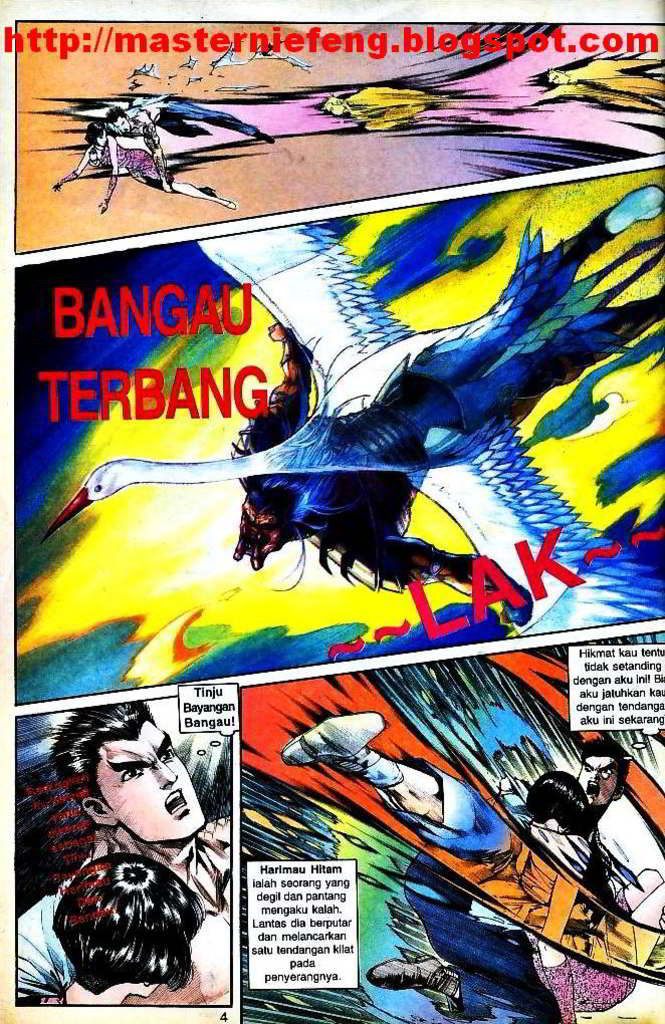 http://masterniefeng.blogspot.com
BANGAU
TERBANG
~~LAK~~
Tinju
Bayangan
Bangau!
Hikmat kau tentu
tidak setanding
dengan aku ini!
aku jatuhkan
dengan tendanga
aku ini sekarang
Harimau Hitam
ialah seorang yang
degil dan pantang
mengaku kalah.
Lantas dia berputar
dan melancarkan
satu tendangan kilat
pada
penyerangnya.
4